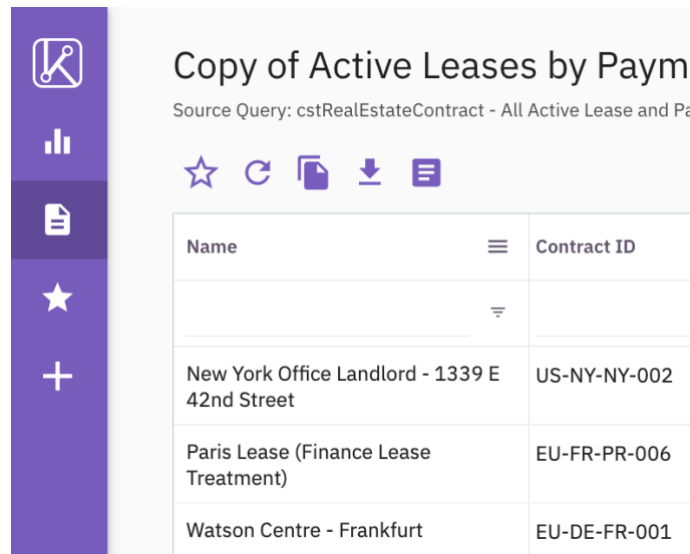 Copy of Active Leases by Paym
Source Query: cstRealEstateContract - All Active Lease and Pa
Name
Contract ID
New York Office Landlord - 1339 E
42nd Street
US-NY-NY-002
Paris Lease (Finance Lease
Treatment)
EU-FR-PR-006
Watson Centre - Frankfurt
EU-DE-FR-001